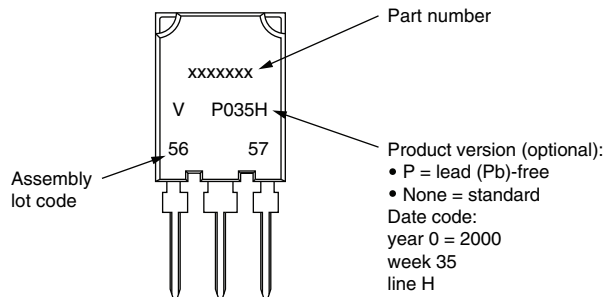 Part number
xxxxxxx
V P035H
56 57
Assembly
lot code
Product version (optional):
• P = lead (Pb)-free
• None = standard
Date code:
year 0 = 2000
week 35
line H